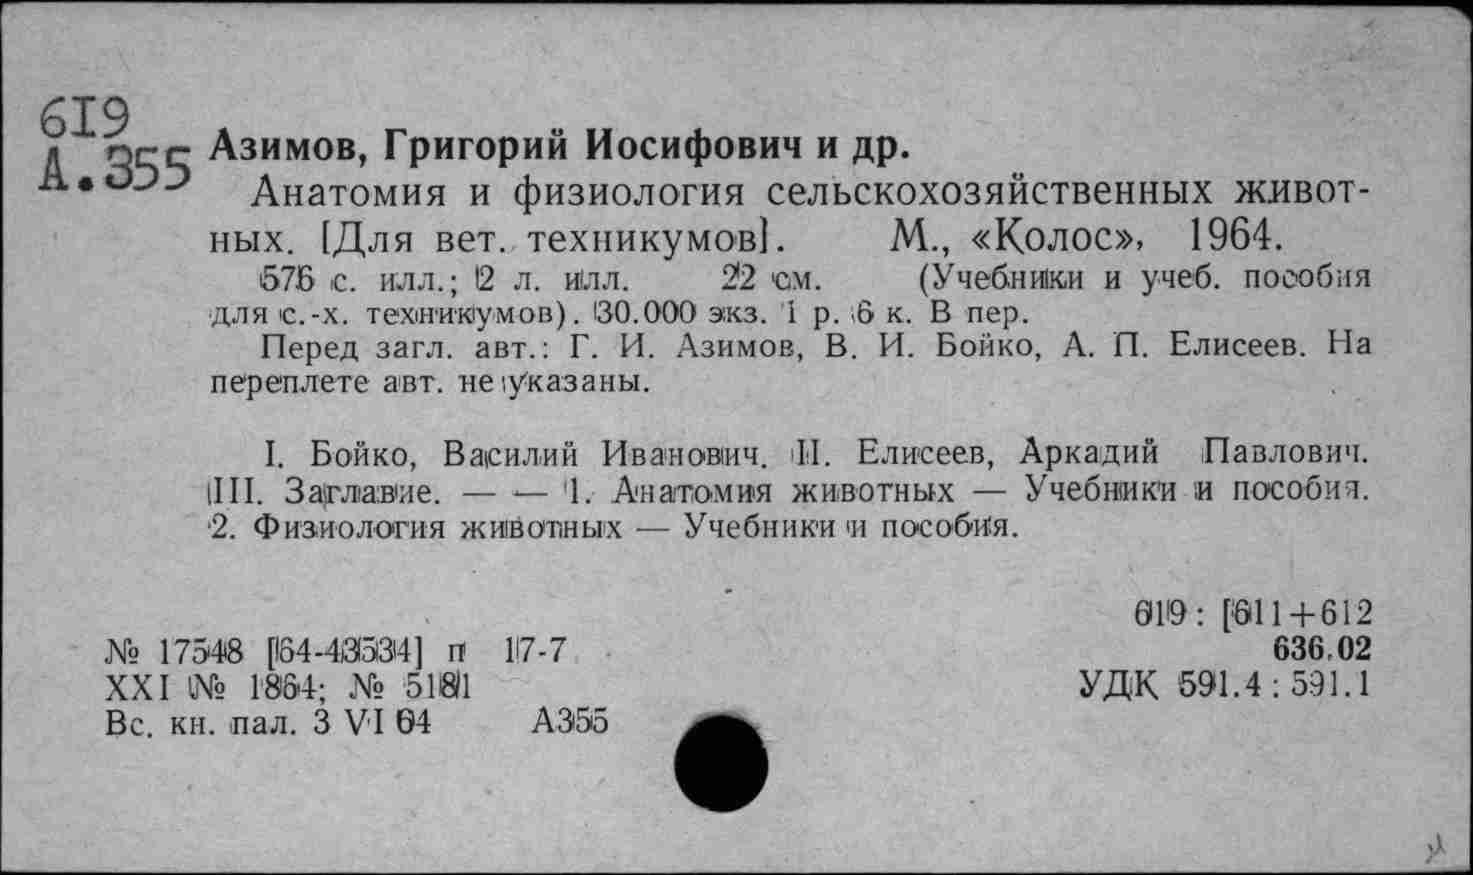 619
А.355
Азимов, Григорий Иосифович и др.
Анатомия и физиология сельскохозяйственных живот-
ных. [Для вет. техникумов]. М., «Колос», 1964.
576 с. илл.; 2 л. илл. 22 см. (Учебники и учеб. пособия
для с.-х. техникумов). 30.000 экз. 1 р. 6 к. В пер.
Перед загл. авт.: Г. И. Азимов, В. И. Бойко, А. П. Елисеев. На
переплете авт. не указаны.
I. Бойко, Василий Иванович. II. Елисеев, Аркадий Павлович.
III. Заглавие. — — 1. Анатомия животных — Учебники и пособия.
2. Физиология животных — Учебники и пособия.
619 : [611+612
№ 17548 [64-43534] п 17-7 636.02
XXI № 1864; № 5181 УДК 591.4 : 591.1
Вс. кн. пал. 3 VI 64 А355